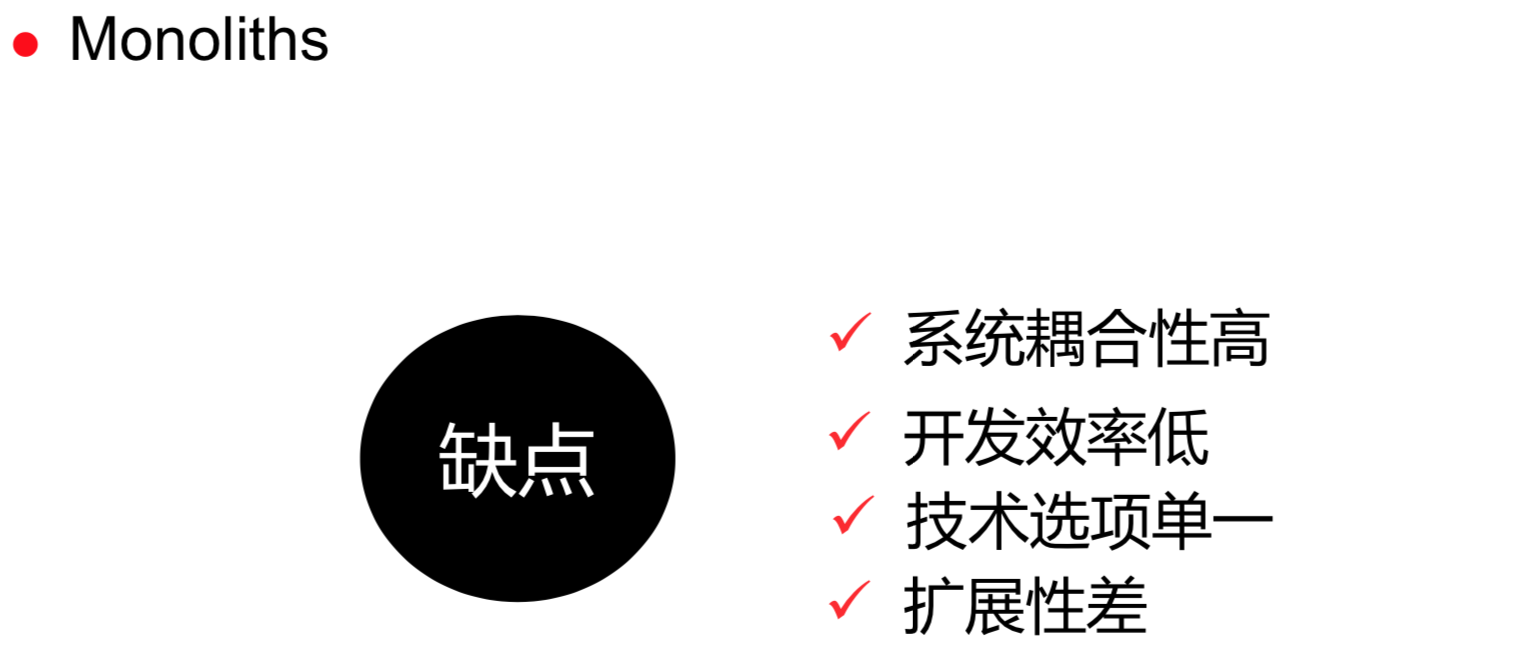 Monoliths
缺点
系统耦合性高
开发效率低
技术选项单一
扩展性差